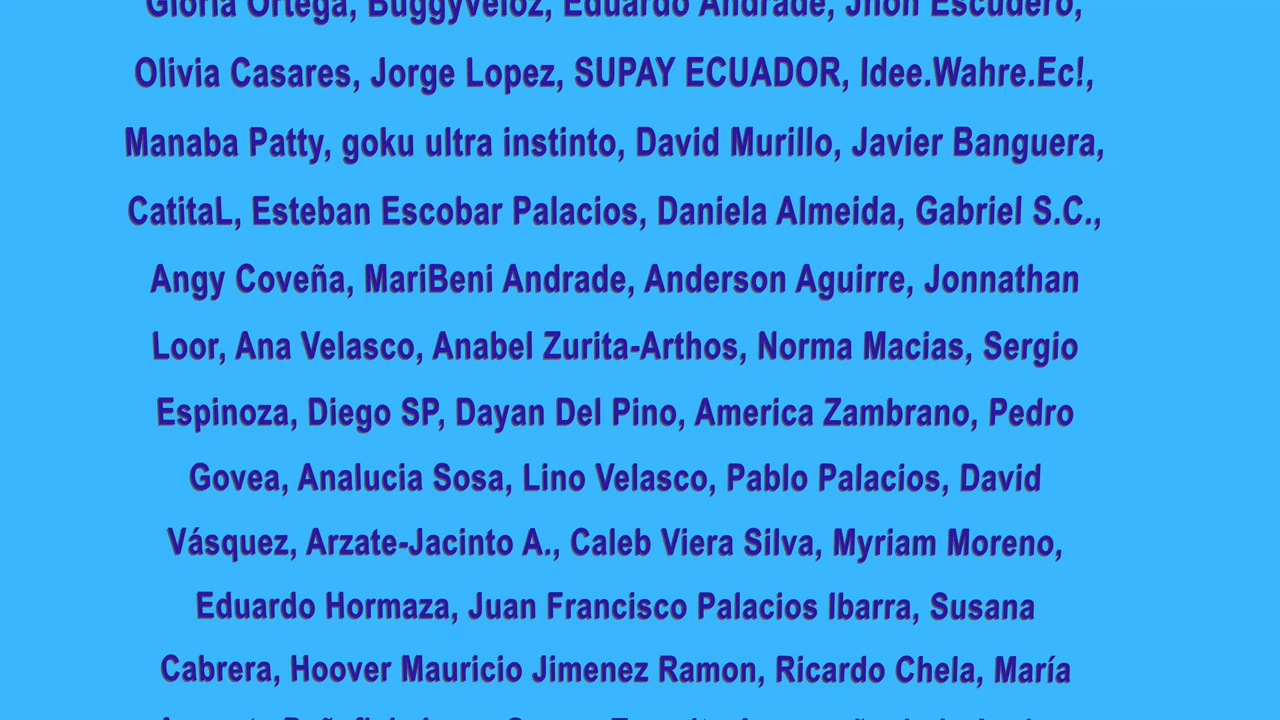 Gloria Ortega, Buggyveloz, Eduardo Andrade, Jhon Escudero,
Olivia Casares, Jorge Lopez, SUPAY ECUADOR, Idee.Wahre.Ec!,
Manaba Patty, goku ultra instinto, David Murillo, Javier Banguera,
CatitaL, Esteban Escobar Palacios, Daniela Almeida, Gabriel S.C.,
Angy Coveña, MariBeni Andrade, Anderson Aguirre, Jonnathan
Loor, Ana Velasco, Anabel Zurita-Arthos, Norma Macias, Sergio
Espinoza, Diego SP, Dayan Del Pino, America Zambrano, Pedro
Govea, Analucia Sosa, Lino Velasco, Pablo Palacios, David
Vásquez, Arzate-Jacinto A., Caleb Viera Silva, Myriam Moreno,
Eduardo Hormaza, Juan Francisco Palacios Ibarra, Susana
Cabrera, Hoover Mauricio Jimenez Ramon, Ricardo Chela, María